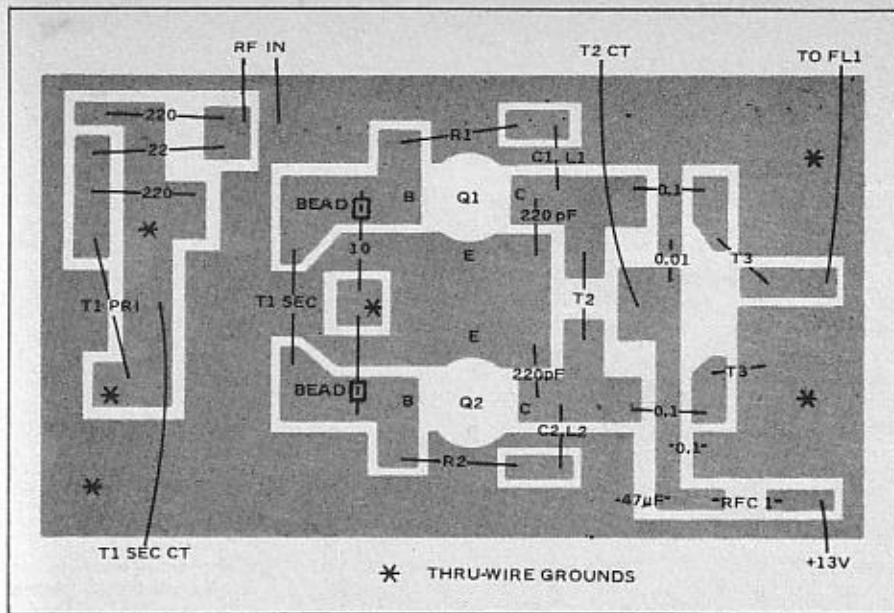 RF IN
T2 CT
TO FL1
220
R1
22
C1, L1
220
BEAD
B
Q1
C
0.1
220 pF
10
E
0.01
T3
T1 PRI
T1 SEC
T2
E
220pF
T3
BEAD
B
Q2
C
0.1
C2, L2
"0.1"
R2
-47µF-
"RFC 1"
T1 SEC CT
+13V
* THRU-WIRE GROUNDS